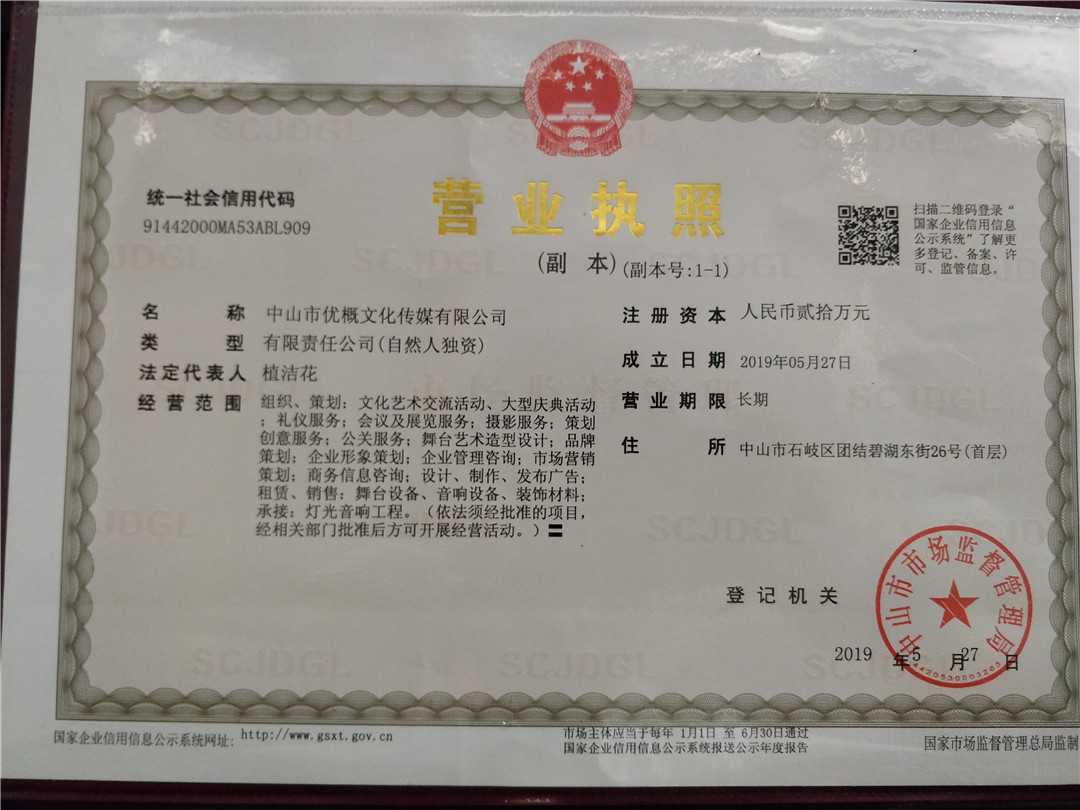 统一社会信用代码
91442000MA53ABL909
营业执照
(副 本)(副本号:1-1)
扫描二维码登录“
国家企业信用信息
公示系统”了解更
多登记、备案、许
可、监管信息。
名 称 中山市优概文化传媒有限公司
类 型 有限责任公司(自然人独资)
法定代表人 植洁花
经营范围 组织、策划：文化艺术交流活动、大型庆典活动
；礼仪服务；会议及展览服务；摄影服务；策划
创意服务；公关服务；舞台艺术造型设计；品牌
策划；企业形象策划；企业管理咨询；市场营销
策划；商务信息咨询；设计、制作、发布广告；
租赁、销售：舞台设备、音响设备、装饰材料；
承接：灯光音响工程。（依法须经批准的项目，
经相关部门批准后方可开展经营活动。）
注册资本 人民币贰拾万元
成立日期 2019年05月27日
营业期限 长期
住 所 中山市石岐区团结碧湖东街26号(首层)
登记机关
中山市市场监督管理局
2019 年 5 月 27 日
国家企业信用信息公示系统网址: http://www.gsxt.gov.cn
市场主体应当于每年 1月1日 至 6月30日通过
国家企业信用信息公示系统报送公示年度报告
国家市场监督管理总局监制
SCJDGL